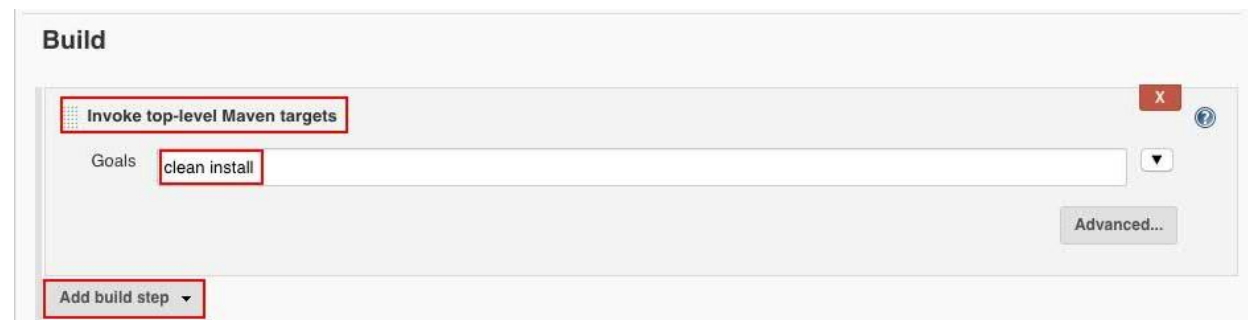 Build
Invoke top-level Maven targets
X
?
Goals
clean install
▼
Advanced...
Add build step